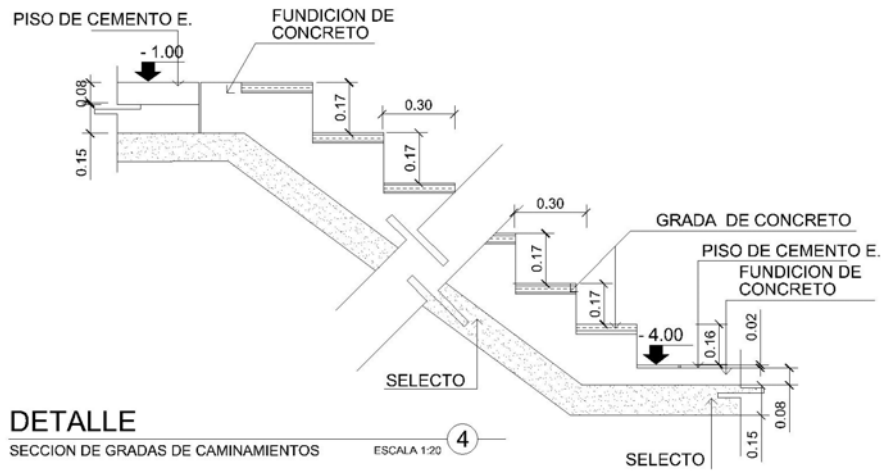 PISO DE CEMENTO E.
FUNDICION DE
CONCRETO
- 1.00
0.08
0.15
0.17
0.30
0.17
0.30
GRADA DE CONCRETO
PISO DE CEMENTO E.
FUNDICION DE
CONCRETO
0.17
0.17
- 4.00
0.16
0.02
SELECTO
0.08
0.15
DETALLE
SECCION DE GRADAS DE CAMINAMIENTOS
ESCALA 1:20
4
SELECTO